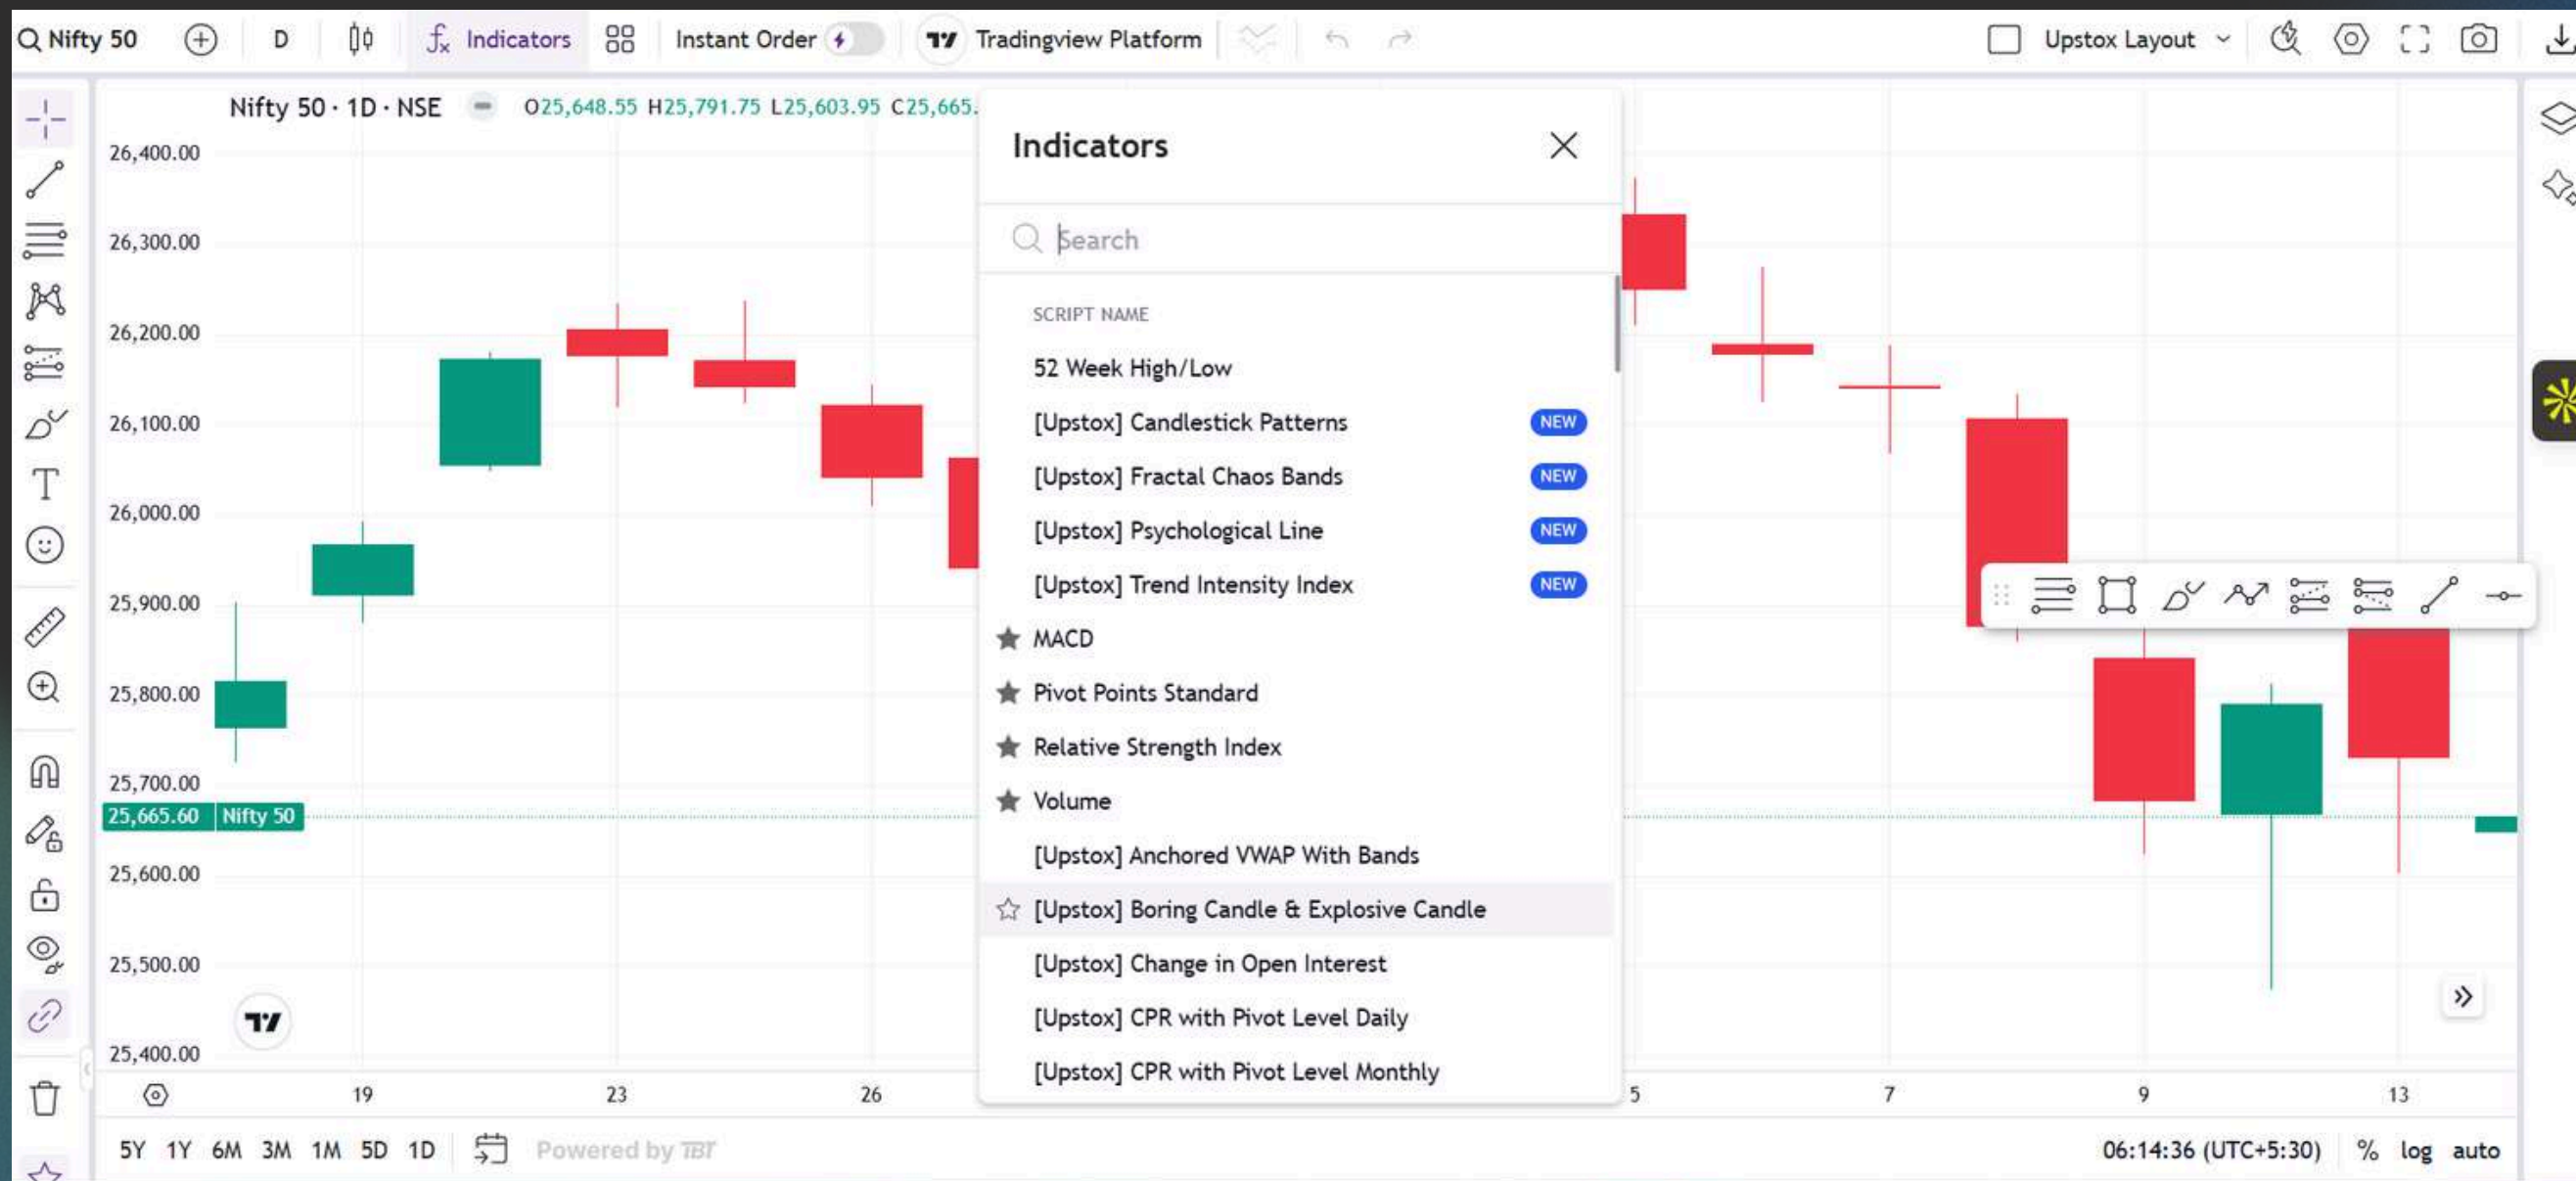 Nifty 50 D Indicators Instant Order Tradingview Platform Upstox Layout
Nifty 50 · 1D · NSE O25,648.55 H25,791.75 L25,603.95 C25,665.
26,400.00
26,300.00
26,200.00
26,100.00
26,000.00
25,900.00
25,800.00
25,700.00
25,665.60 Nifty 50
25,600.00
25,500.00
25,400.00
Indicators
Search
SCRIPT NAME
52 Week High/Low
[Upstox] Candlestick Patterns NEW
[Upstox] Fractal Chaos Bands NEW
[Upstox] Psychological Line NEW
[Upstox] Trend Intensity Index NEW
MACD
Pivot Points Standard
Relative Strength Index
Volume
[Upstox] Anchored VWAP With Bands
[Upstox] Boring Candle & Explosive Candle
[Upstox] Change in Open Interest
[Upstox] CPR with Pivot Level Daily
[Upstox] CPR with Pivot Level Monthly
19 23 26 5 7 9 13
5Y 1Y 6M 3M 1M 5D 1D Powered by TBT 06:14:36 (UTC+5:30) % log auto